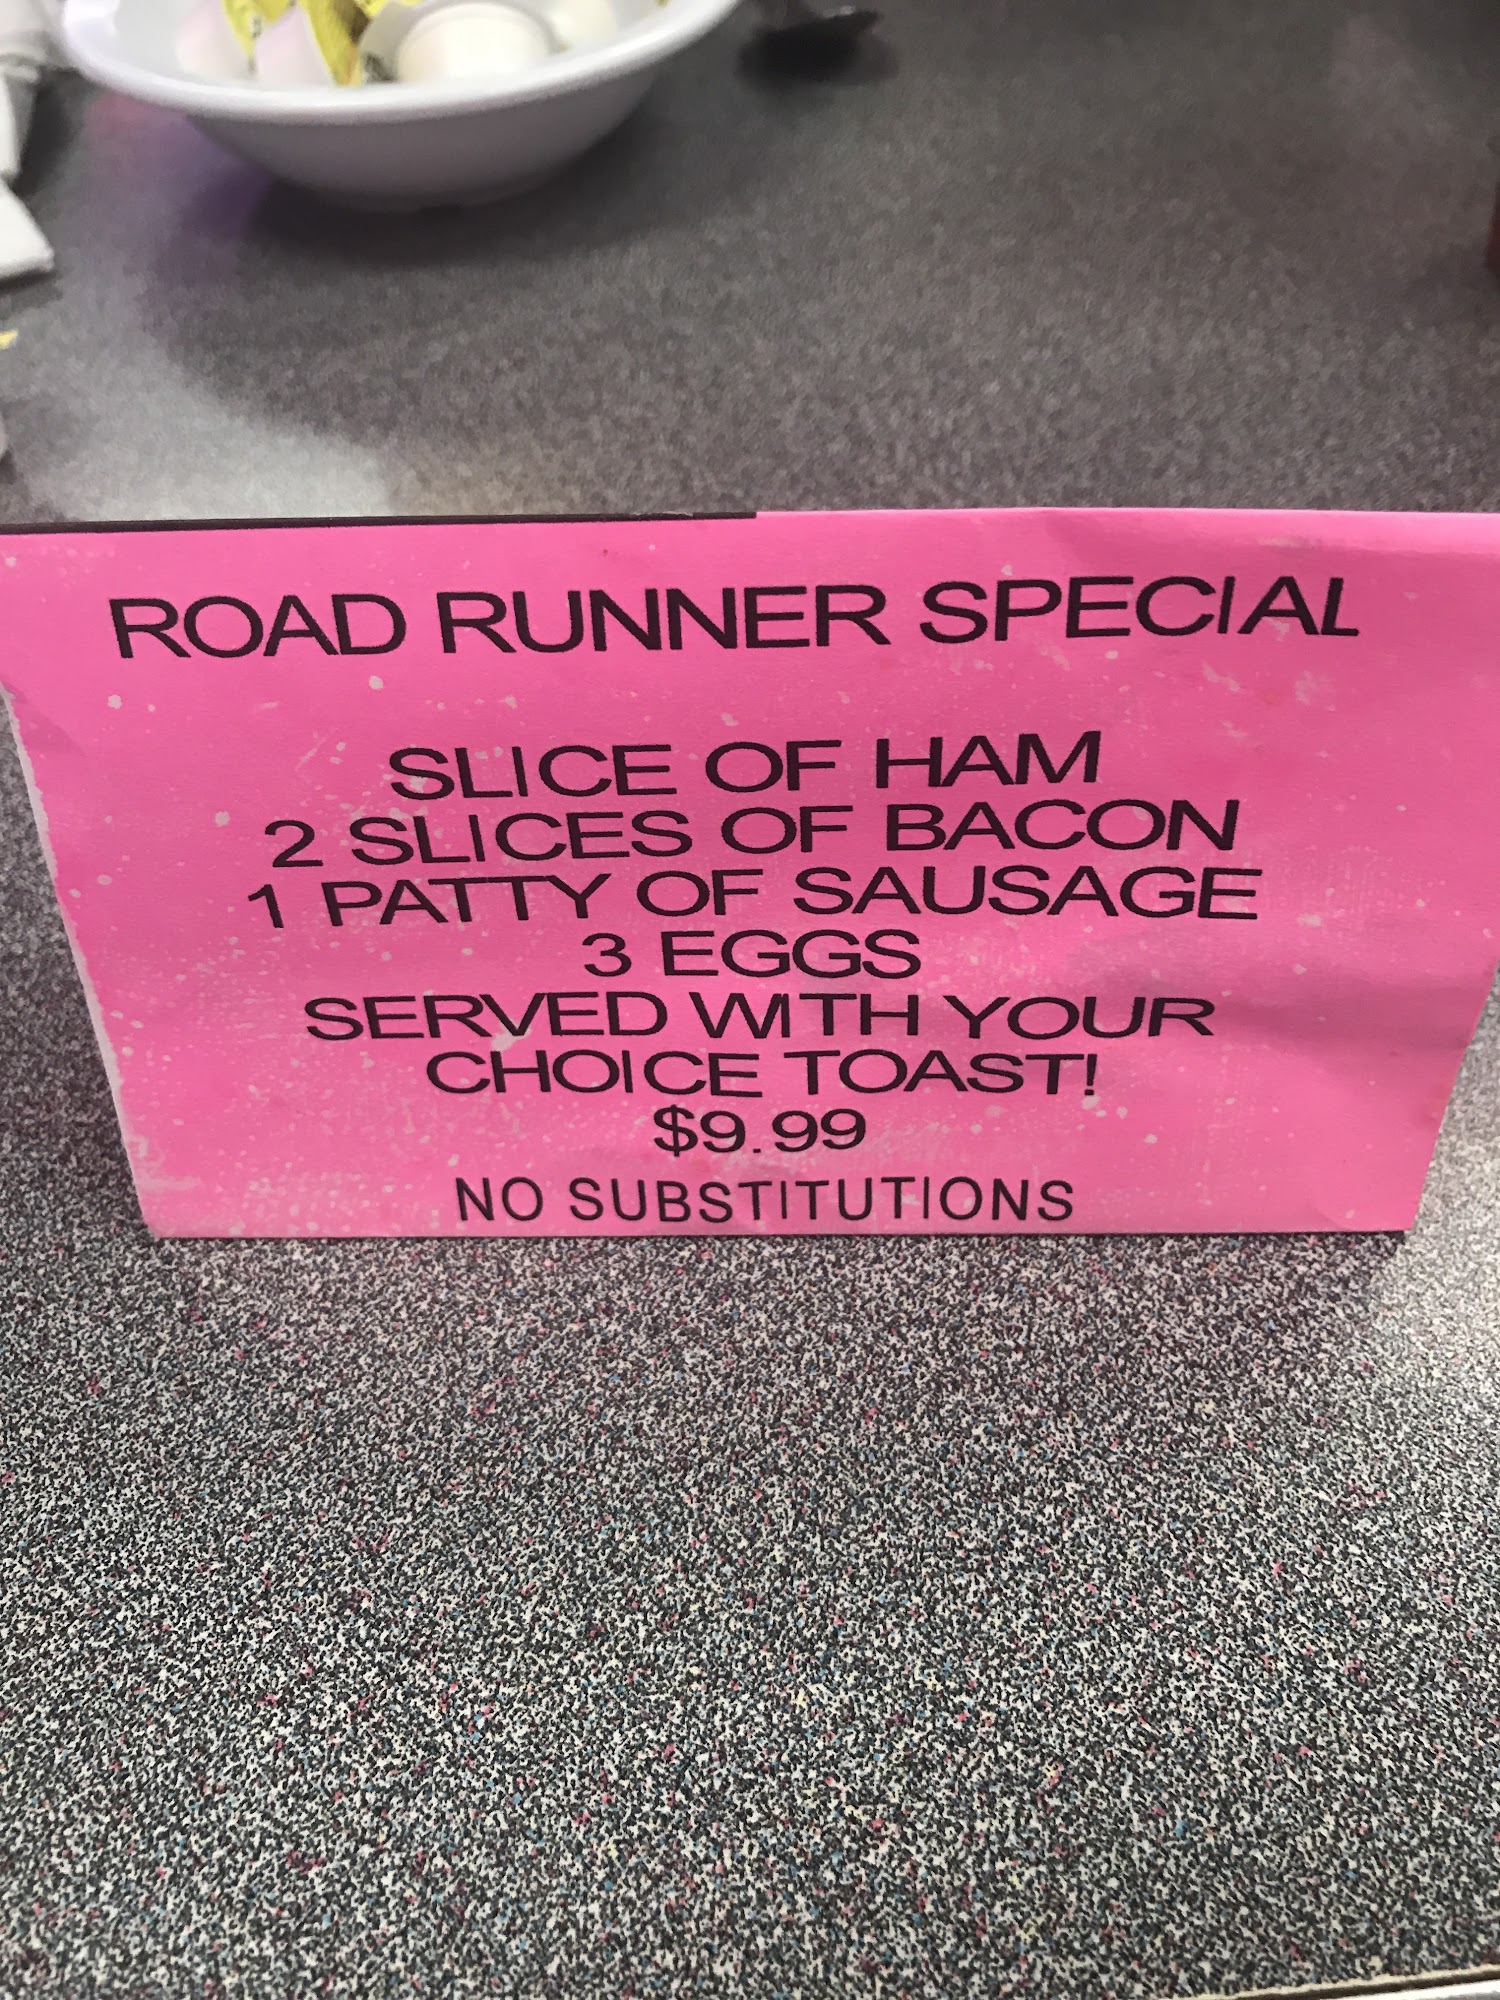 ROAD RUNNER SPECIAL
SLICE OF HAM
2 SLICES OF BACON
1 PATTY OF SAUSAGE
3 EGGS
SERVED WITH YOUR
CHOICE TOAST!
$9.99
NO SUBSTITUTIONS